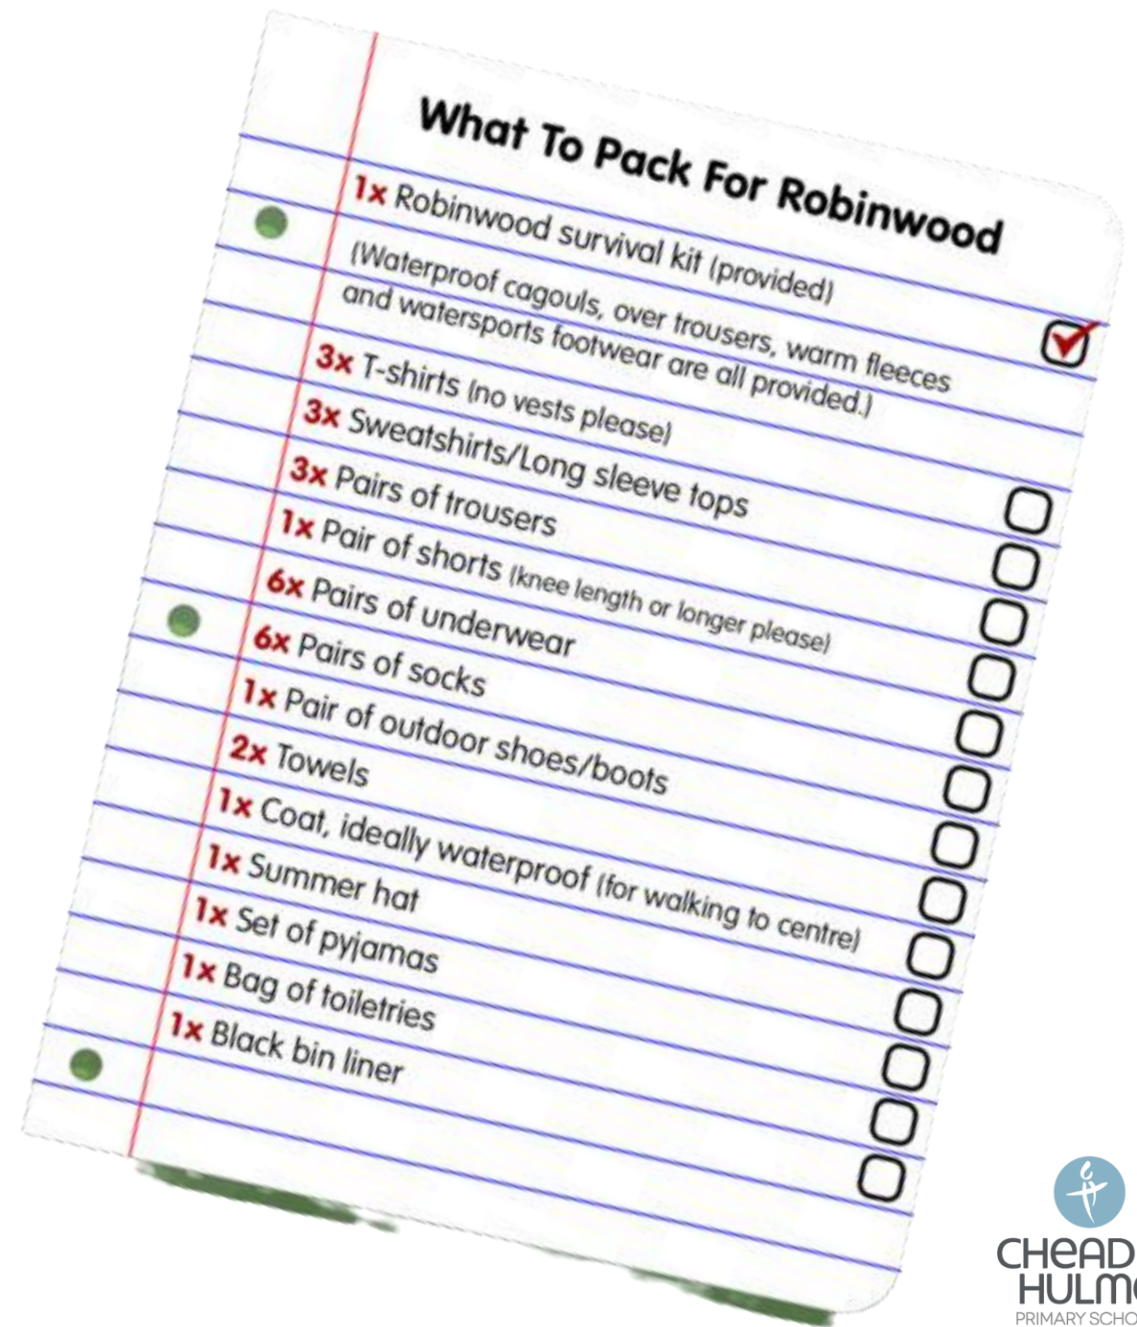 What To Pack For Robinwood
1x Robinwood survival kit (provided)
(Waterproof cagouls, over trousers, warm fleeces
and watersports footwear are all provided.)
3x T-shirts (no vests please)
3x Sweatshirts/Long sleeve tops
3x Pairs of trousers
1x Pair of shorts (knee length or longer please)
6x Pairs of underwear
6x Pairs of socks
1x Pair of outdoor shoes/boots
2x Towels
1x Coat, ideally waterproof (for walking to centre)
1x Summer hat
1x Set of pyjamas
1x Bag of toiletries
1x Black bin liner
CHEAD
HULM
PRIMARY SCHO